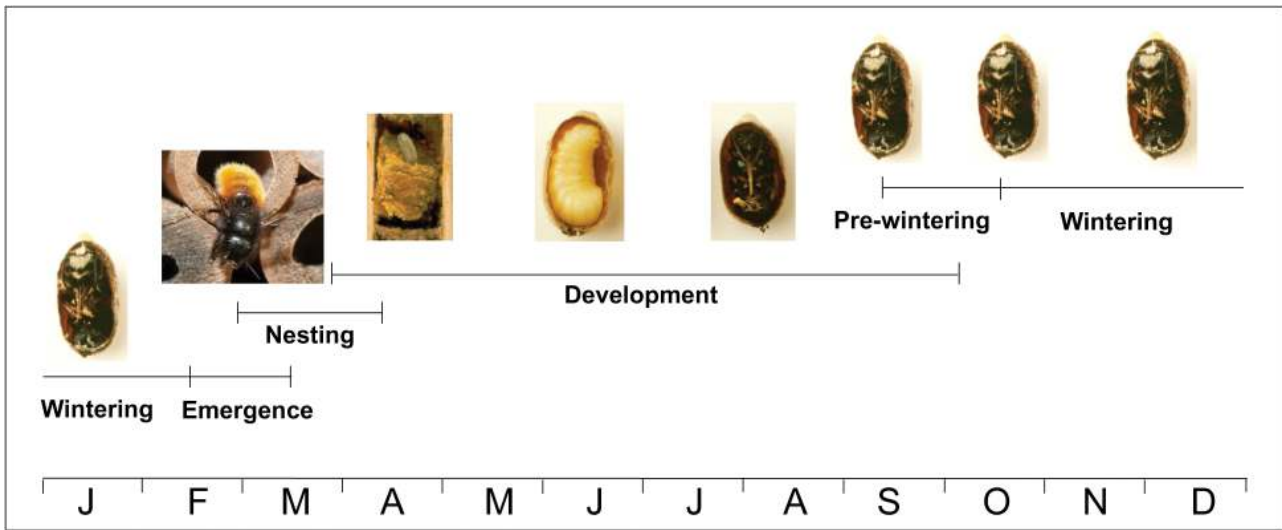 Pre-wintering
Wintering
Development
Nesting
Wintering
Emergence
J F M A M J J A S O N D